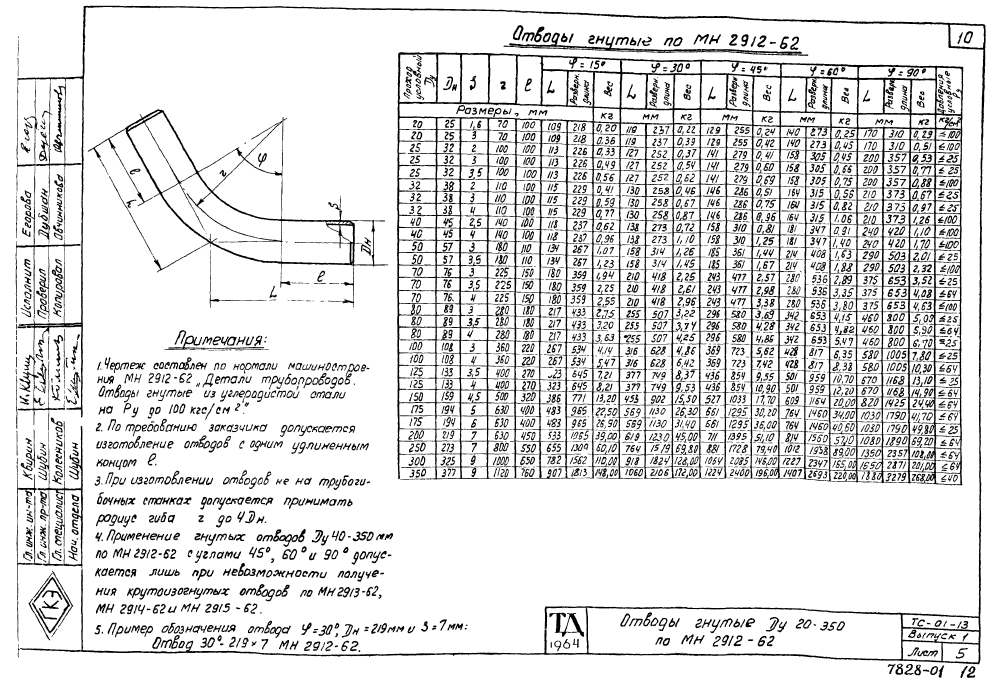 Отводы гнутые по МН 2912-62
10
Проход условный Ду | Дн | S | г | ℓ | φ = 15° | φ = 30° | φ = 45° | φ = 60° | φ = 90° | Давления условные Ру
L | Разверн. длина | Вес | L | Разверн. длина | Вес | L | Разверн. длина | Вес | L | Разверн. длина | Вес | L | Разверн. длина | Вес
Размеры, мм | кг | мм | кг | мм | кг | мм | кг | мм | кг
20 25 1,6 70 100 109 218 0,20 119 237 0,22 129 255 0,24 140 273 0,25 170 310 0,29 ≤100
20 25 3 70 100 109 218 0,36 119 237 0,39 129 255 0,42 140 273 0,45 170 310 0,51 ≤100
25 32 2 100 100 113 226 0,33 127 252 0,37 141 279 0,41 158 305 0,45 200 357 0,53 ≤25
25 32 3 100 100 113 226 0,49 127 252 0,54 141 279 0,60 158 305 0,66 200 357 0,77 ≤25
25 32 3,5 100 100 113 226 0,56 127 252 0,62 141 279 0,69 158 305 0,75 200 357 0,88 ≤100
32 38 2 110 100 115 229 0,41 130 258 0,46 146 286 0,51 164 315 0,56 210 373 0,67 ≤25
32 38 3 110 100 115 229 0,59 130 258 0,67 146 286 0,75 164 315 0,82 210 373 0,97 ≤25
32 38 4 110 100 115 229 0,77 130 258 0,87 146 286 0,96 164 315 1,06 210 373 1,26 ≤100
40 45 2,5 140 100 118 237 0,62 138 273 0,72 158 310 0,81 181 347 0,91 240 420 1,10 ≤100
40 45 4 140 100 118 237 0,96 138 273 1,10 158 310 1,25 181 347 1,40 240 420 1,70 ≤100
50 57 3 180 110 134 267 1,07 158 314 1,26 185 361 1,44 214 408 1,63 290 503 2,01 ≤25
50 57 3,5 180 110 134 267 1,23 158 314 1,45 185 361 1,67 214 408 1,88 290 503 2,32 ≤100
70 76 3 225 150 180 359 1,94 210 418 2,25 243 477 2,57 280 536 2,89 375 653 3,52 ≤25
70 76 3,5 225 150 180 359 2,25 210 418 2,61 243 477 2,98 280 536 3,35 375 653 4,08 ≤64
70 76 4 225 150 180 359 2,55 210 418 2,96 243 477 3,38 280 536 3,80 375 653 4,63 ≤100
80 89 3 280 180 217 433 2,75 255 507 3,22 296 580 3,69 342 653 4,15 460 800 5,09 ≤25
80 89 3,5 280 180 217 433 3,20 255 507 3,74 296 580 4,28 342 653 4,82 460 800 5,90 ≤64
80 89 4 280 180 217 433 3,63 255 507 4,25 296 580 4,86 342 653 5,47 460 800 6,70 ≤25
100 108 3 360 220 267 534 4,14 316 628 4,86 369 723 5,62 428 817 6,35 580 1005 7,80 ≤25
100 108 4 360 220 267 534 5,47 316 628 6,42 369 723 7,42 428 817 8,38 580 1005 10,30 ≤64
125 133 3,5 400 270 323 645 7,21 377 749 8,37 436 854 9,55 501 959 10,70 675 1168 13,10 ≤25
125 133 4 400 270 323 645 8,21 377 749 9,53 436 854 10,90 501 959 12,20 670 1168 14,90 ≤64
150 159 4,5 500 320 386 771 13,20 453 902 15,50 527 1033 17,70 609 1164 20,00 820 1425 24,40 ≤64
175 194 5 630 400 483 965 22,50 569 1130 26,30 661 1295 30,20 764 1460 34,00 1030 1790 41,70 ≤64
175 194 6 630 400 483 965 26,90 569 1130 31,40 661 1295 36,00 764 1460 40,60 1030 1790 49,80 ≤25
200 219 7 630 450 533 1065 39,00 619 1230 45,00 711 1395 51,10 814 1560 57,10 1080 1890 69,20 ≤64
250 273 7 800 550 655 1309 60,10 764 1519 69,80 881 1728 79,40 1012 1938 89,00 1350 2357 108,00 ≤64
300 325 9 1000 650 782 1562 110,00 918 1824 128,00 1064 2085 146,00 1227 2347 165,00 1650 2871 201,00 ≤64
350 377 9 1120 760 907 1813 148,00 1060 2106 172,00 1224 2400 196,00 1407 2693 220,00 1880 3279 268,00 ≤40
φ
г
г
ℓ
L
S
Дн
ℓ
L
Примечания:
1. Чертеж составлен по нормали машинострое-
ния МН 2912-62 „Детали трубопроводов.
Отводы гнутые из углеродистой стали
на Ру до 100 кгс/см²".
2. По требованию заказчика допускается
изготовление отводов с одним удлиненным
концом ℓ.
3. При изготовлении отводов не на трубоги-
бочных станках допускается принимать
радиус гиба г до 4Дн.
4. Применение гнутых отводов Ду 40-350 мм
по МН 2912-62 с углами 45°, 60° и 90° допус-
кается лишь при невозможности получе-
ния крутоизогнутых отводов по МН 2913-62,
МН 2914-62 и МН 2915-62.
5. Пример обозначения отвода φ=30°, Дн=219мм и S=7мм:
Отвод 30°-219×7 МН 2912-62.
Исполнит Егорова
Проверил Дубшан
Копировал Овчинникова
Гл. инж. ин-та Кбурин
Гл. инж. пр-та Шубин
Гл. специалист Колесников
Нач. отдела Шубин
ГКЭ
ТД
1964
Отводы гнутые Ду 20-350
по МН 2912-62
ТС-01-13
Выпуск 1
Лист 5
7828-01 12